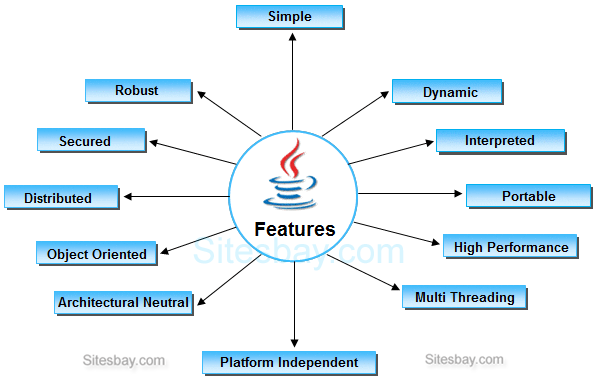 Simple
Robust
Dynamic
Secured
Interpreted
Distributed
Portable
Features
Sitesbay.com
Object Oriented
High Performance
Architectural Neutral
Multi Threading
Sitesbay.com
Platform Independent
Sitesbay.com